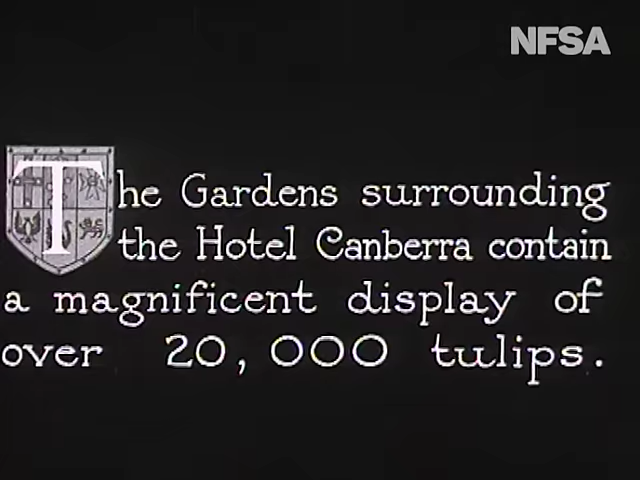 NFSA
The Gardens surrounding
the Hotel Canberra contain
a magnificent display of
over 20,000 tulips.